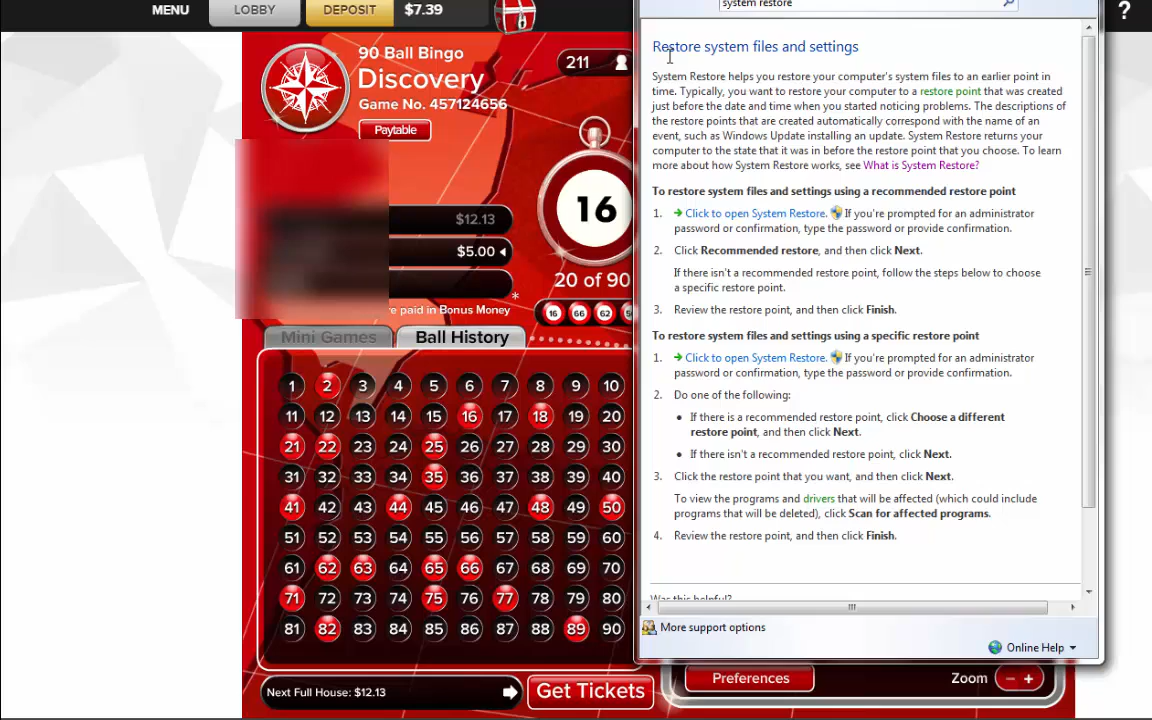 MENU
LOBBY
DEPOSIT
$7.39
?
90 Ball Bingo
Discovery
Game No. 457124656
Paytable
211
16
$12.13
$5.00
20 of 90
paid in Bonus Money
*
16 66 62
Mini Games
Ball History
1 2 3 4 5 6 7 8 9 10
11 12 13 14 15 16 17 18 19 20
21 22 23 24 25 26 27 28 29 30
31 32 33 34 35 36 37 38 39 40
41 42 43 44 45 46 47 48 49 50
51 52 53 54 55 56 57 58 59 60
61 62 63 64 65 66 67 68 69 70
71 72 73 74 75 76 77 78 79 80
81 82 83 84 85 86 87 88 89 90
Next Full House: $12.13
Get Tickets
system restore
Restore system files and settings
System Restore helps you restore your computer's system files to an earlier point in
time. Typically, you want to restore your computer to a restore point that was created
just before the date and time when you started noticing problems. The descriptions of
the restore points that are created automatically correspond with the name of an
event, such as Windows Update installing an update. System Restore returns your
computer to the state that it was in before the restore point that you choose. To learn
more about how System Restore works, see What is System Restore?
To restore system files and settings using a recommended restore point
1. Click to open System Restore. If you're prompted for an administrator
password or confirmation, type the password or provide confirmation.
2. Click Recommended restore, and then click Next.
If there isn't a recommended restore point, follow the steps below to choose
a specific restore point.
3. Review the restore point, and then click Finish.
To restore system files and settings using a specific restore point
1. Click to open System Restore. If you're prompted for an administrator
password or confirmation, type the password or provide confirmation.
2. Do one of the following:
• If there is a recommended restore point, click Choose a different
restore point, and then click Next.
• If there isn't a recommended restore point, click Next.
3. Click the restore point that you want, and then click Next.
To view the programs and drivers that will be affected (which could include
programs that will be deleted), click Scan for affected programs.
4. Review the restore point, and then click Finish.
Was this helpful?
More support options
Online Help
Preferences
Zoom